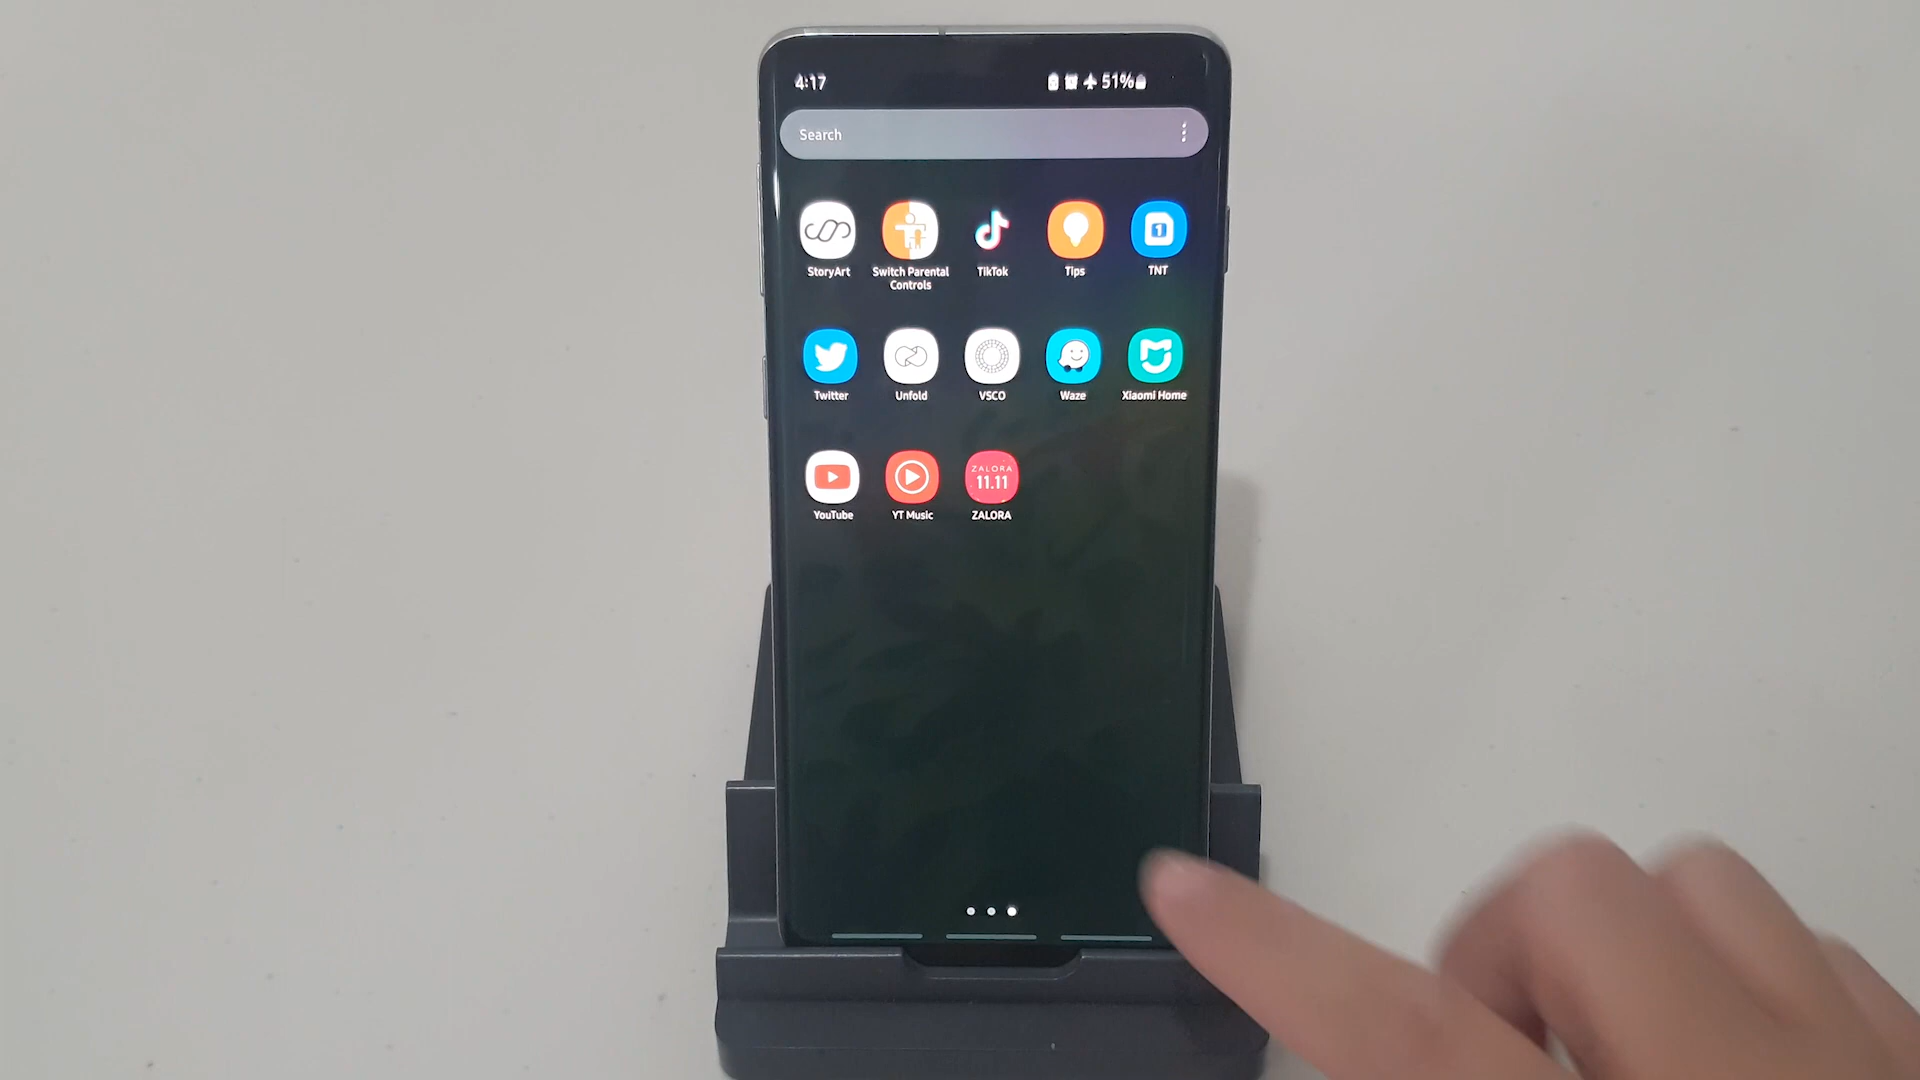 4:17
51%
Search
StoryArt
Switch Parental
Controls
TikTok
Tips
1
TNT
Twitter
Unfold
VSCO
Waze
Xiaomi Home
ZALORA
11.11
YouTube
YT Music
ZALORA